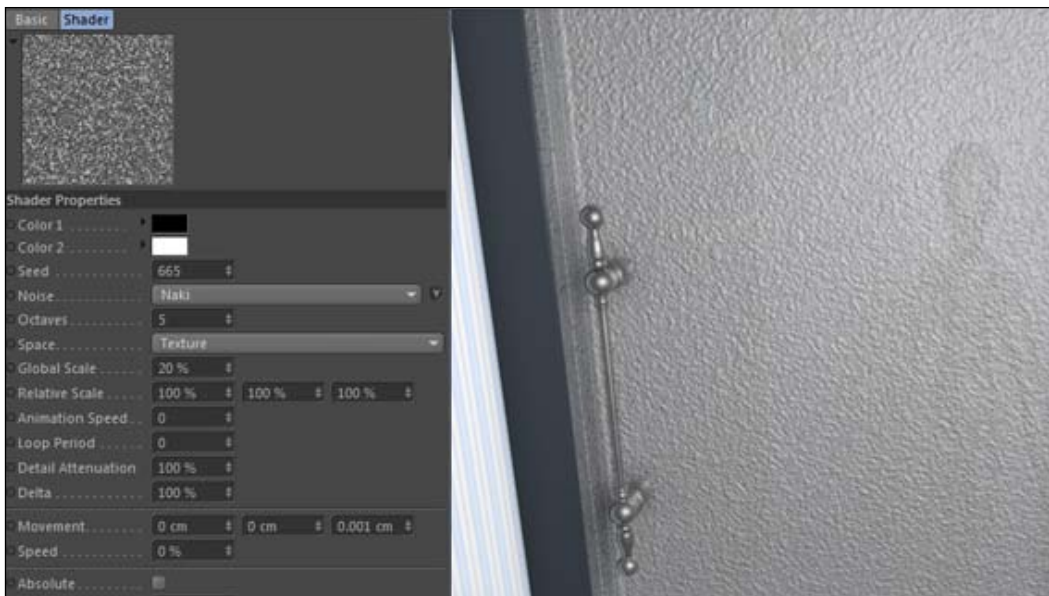 Basic Shader
Shader Properties
Color 1 ........
Color 2 ........
Seed ...........
Noise ..........
Octaves .........
Space ..........
Global Scale ......
Relative Scale .....
Animation Speed ..
Loop Period .......
Detail Attenuation
Delta ............
Movement ........
Speed ...........
Absolute .........
665
Naki
5
Texture
20 %
100 % 100 % 100 %
0
0
100 %
100 %
0 cm 0 cm 0.001 cm
0 %